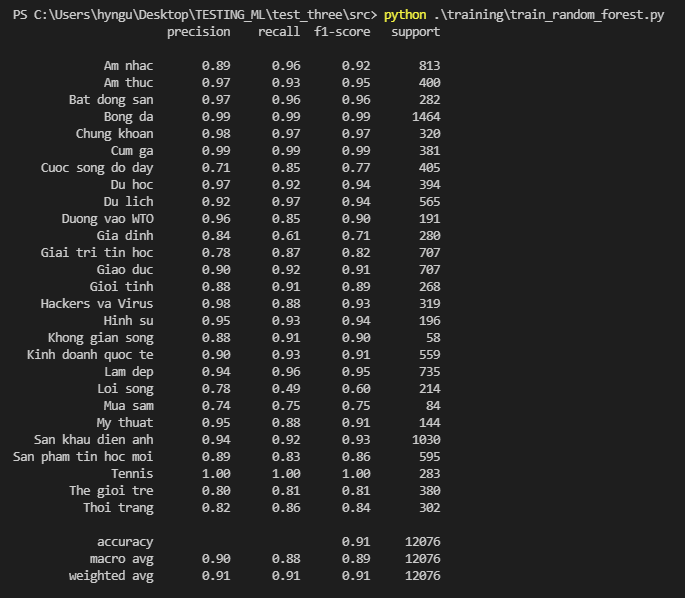 PS C:\Users\hyngu\Desktop\TESTING_ML\test_three\src> python .\training\train_random_forest.py
precision recall f1-score support
Am nhac 0.89 0.96 0.92 813
Am thuc 0.97 0.93 0.95 400
Bat dong san 0.97 0.96 0.96 282
Bong da 0.99 0.99 0.99 1464
Chung khoan 0.98 0.97 0.97 320
Cum ga 0.99 0.99 0.99 381
Cuoc song do day 0.71 0.85 0.77 405
Du hoc 0.97 0.92 0.94 394
Du lich 0.92 0.97 0.94 565
Duong vao WTO 0.96 0.85 0.90 191
Gia dinh 0.84 0.61 0.71 280
Giai tri tin hoc 0.78 0.87 0.82 707
Giao duc 0.90 0.92 0.91 707
Gioi tinh 0.88 0.91 0.89 268
Hackers va Virus 0.98 0.88 0.93 319
Hinh su 0.95 0.93 0.94 196
Khong gian song 0.88 0.91 0.90 58
Kinh doanh quoc te 0.90 0.93 0.91 559
Lam dep 0.94 0.96 0.95 735
Loi song 0.78 0.49 0.60 214
Mua sam 0.74 0.75 0.75 84
My thuat 0.95 0.88 0.91 144
San khau dien anh 0.94 0.92 0.93 1030
San pham tin hoc moi 0.89 0.83 0.86 595
Tennis 1.00 1.00 1.00 283
The gioi tre 0.80 0.81 0.81 380
Thoi trang 0.82 0.86 0.84 302
accuracy 0.91 12076
macro avg 0.90 0.88 0.89 12076
weighted avg 0.91 0.91 0.91 12076